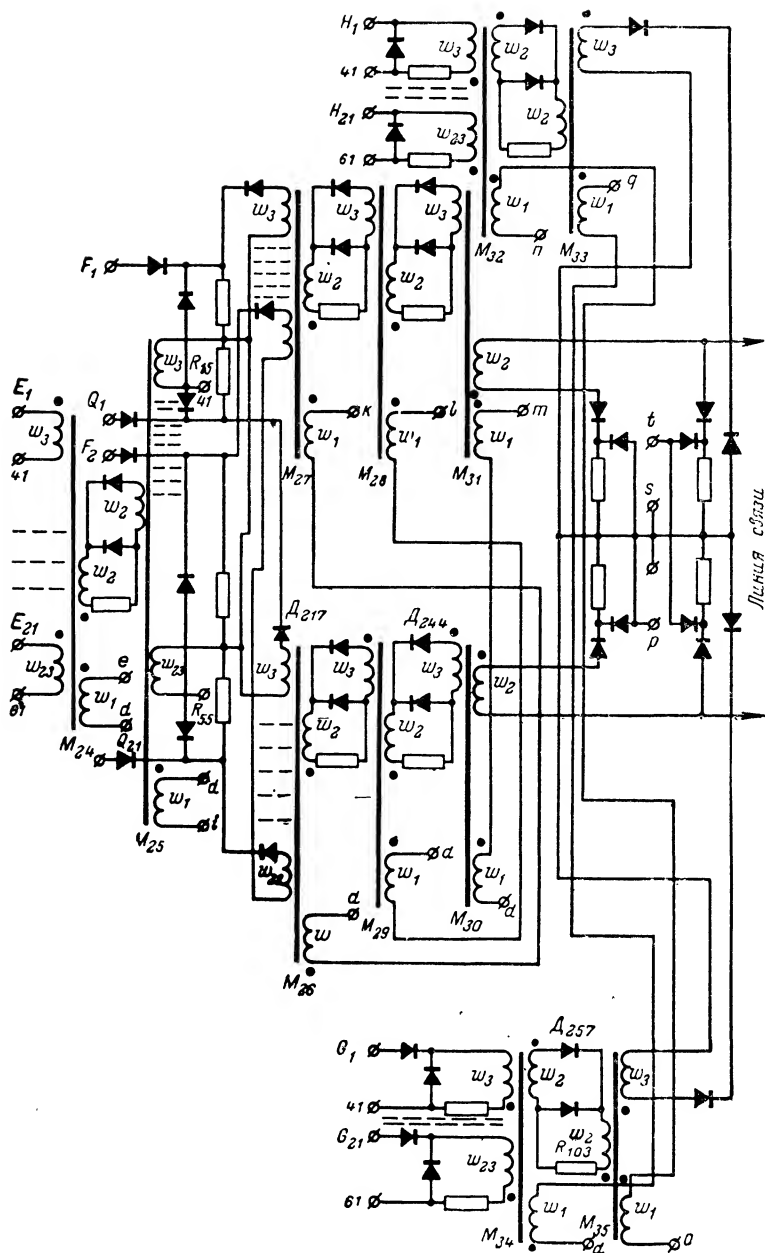 H₁
w₃
w₂
w₃
41
H₂₁
w₂₃
w₂
61
w₁
q
w₁
n
M₃₂
M₃₃
w₃
w₃
w₃
w₂
w₂
F₁
w₃
R₁₅
41
E₁
w₃
41
Q₁
F₂
w₁
к
w₁
l
w₂
w₁
m
M₂₇
M₂₈
M₃₁
t
s
p
Линия связи
w₂
w₂
Д₂₁₇
w₃
w₃
w₂
Д₂₄₄
w₃
w₂
w₂
E₂₁
w₂₃
61
w₁
e
d
w₂₃
R₅₅
M₂₄
Q₂₁
w₁
d
l
M₂₅
w₁
d
M₂₉
w₁
d
M₃₀
w
d
M₂₆
G₁
w₃
41
G₂₁
w₂₃
61
Д₂₅₇
w₂
w₂
R₁₀₃
w₃
w₁
d
M₃₄
M₃₅
w₁
o